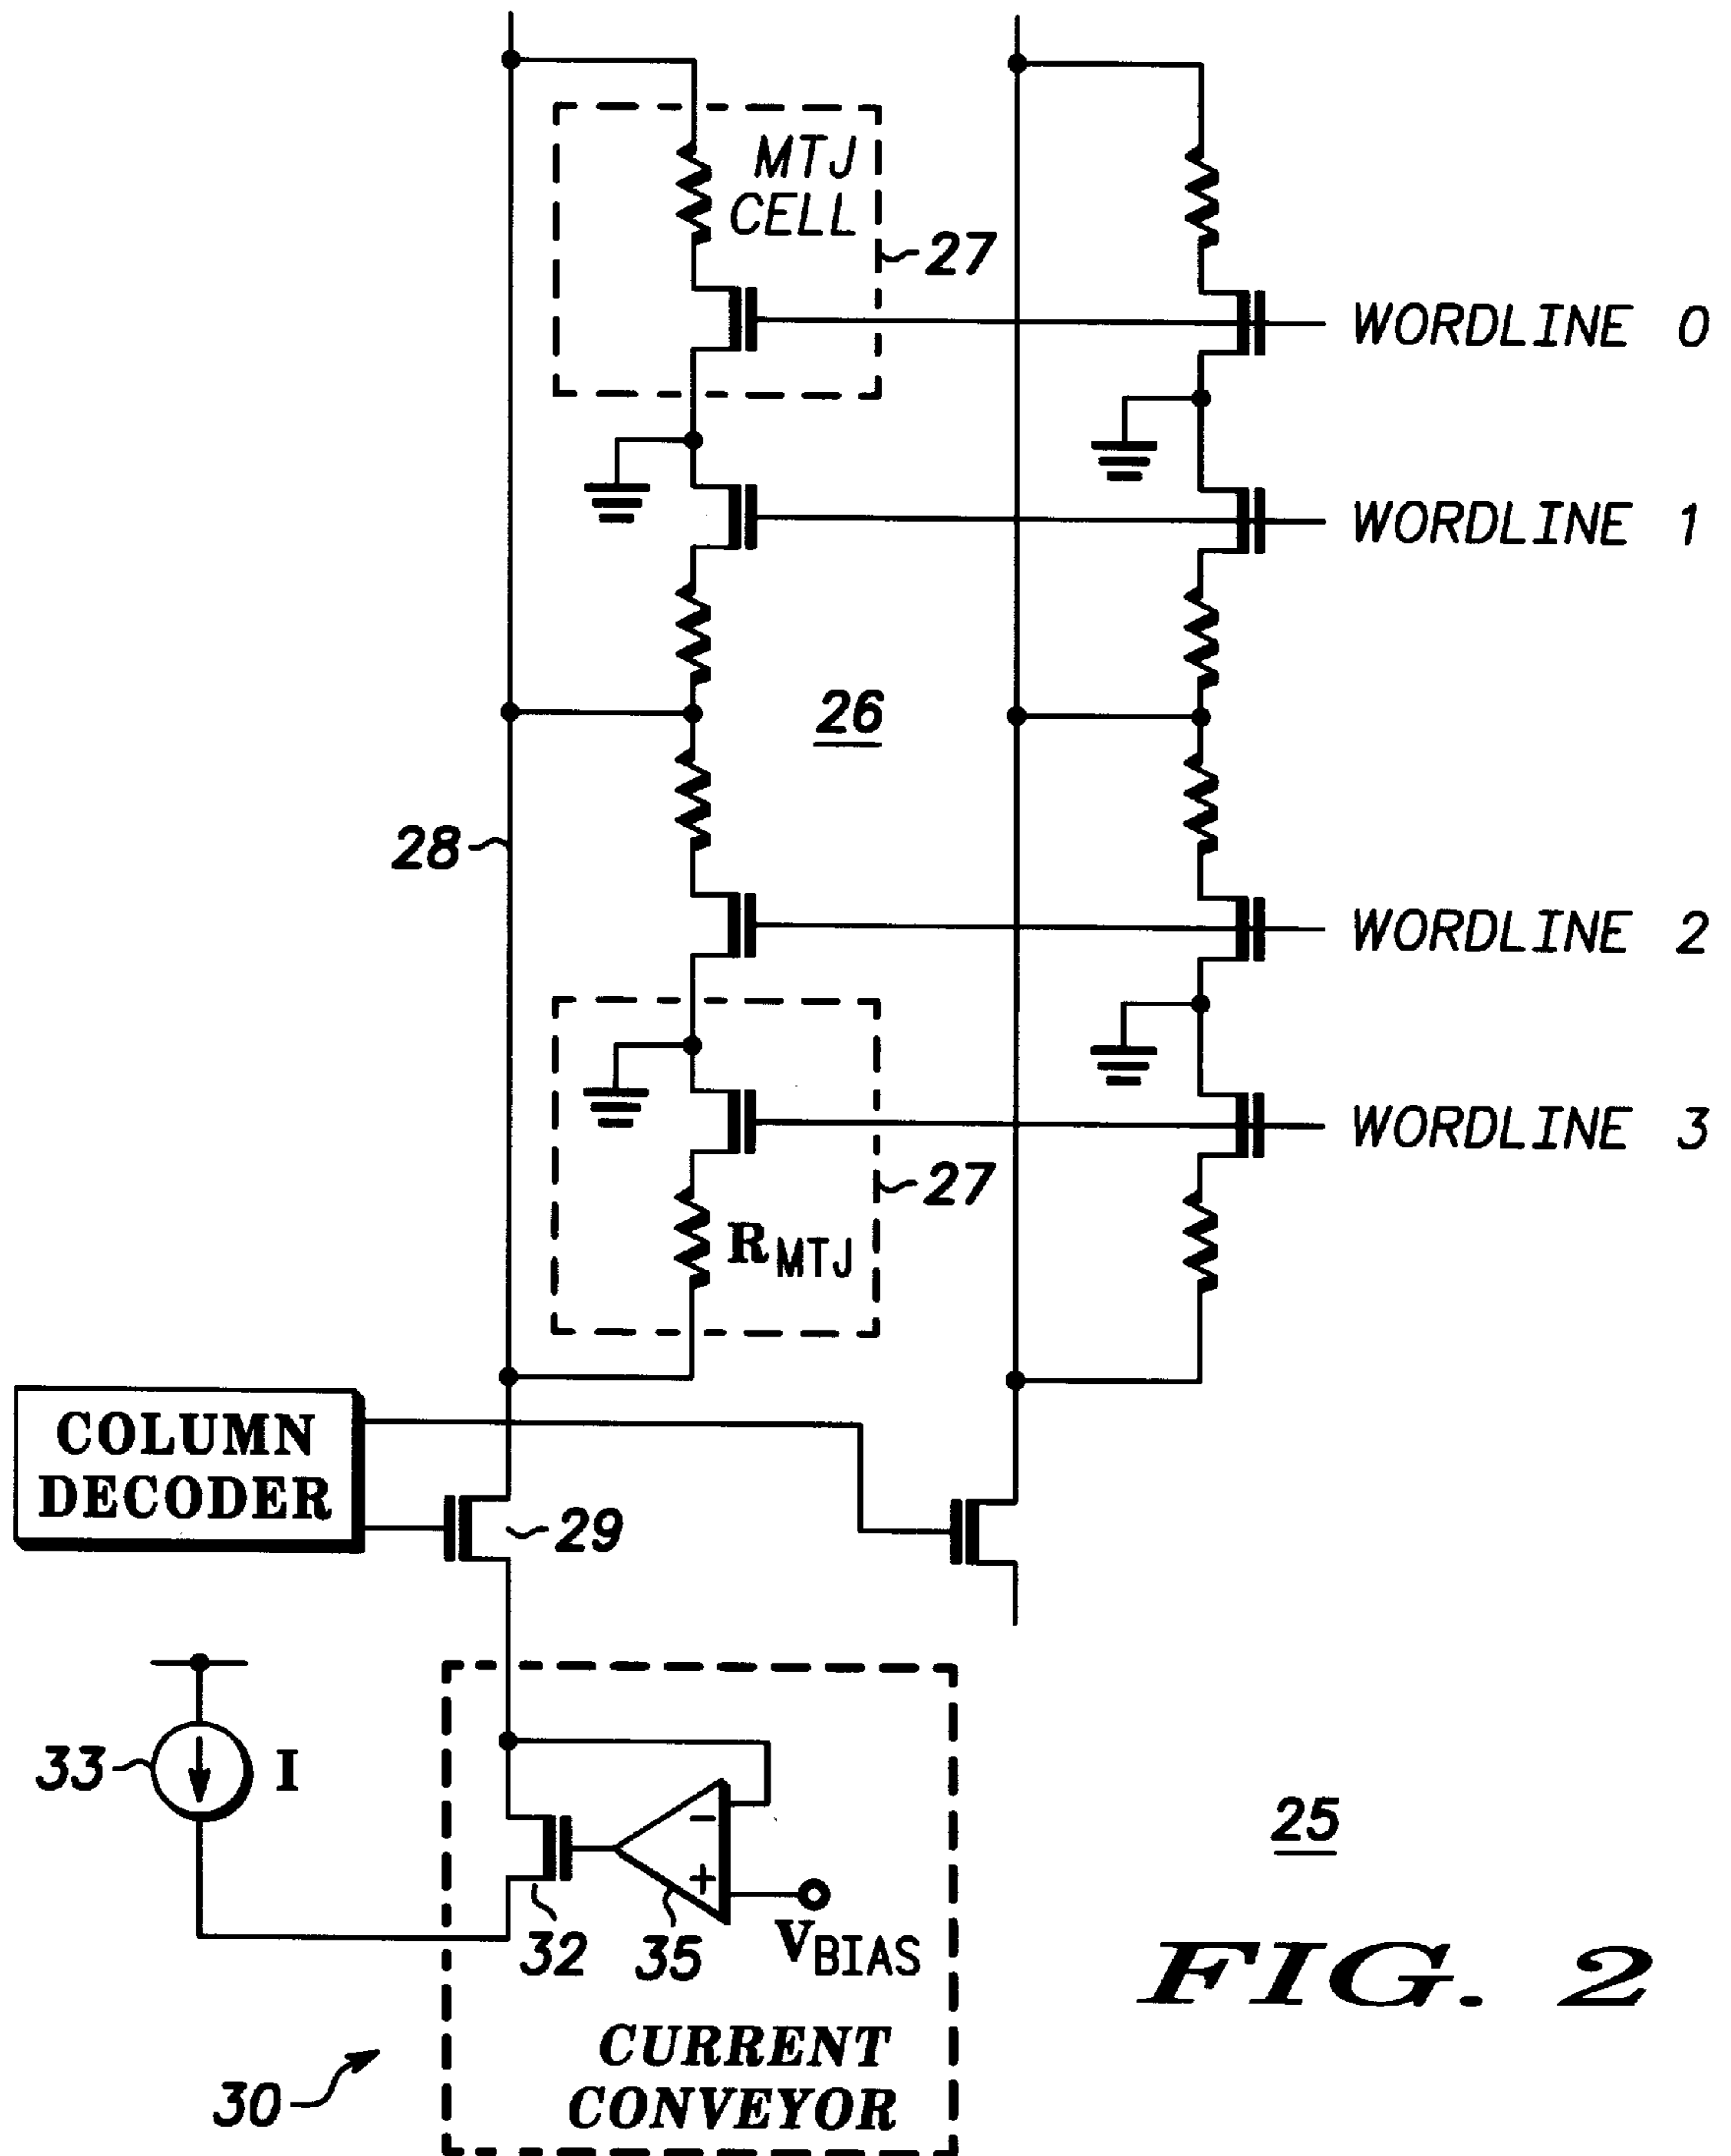 MTJ
CELL
27
WORDLINE 0
WORDLINE 1
26
28
WORDLINE 2
WORDLINE 3
27
RMTJ
COLUMN
DECODER
29
33
I
-
+
32
35
VBIAS
25
FIG. 2
CURRENT
CONVEYOR
30